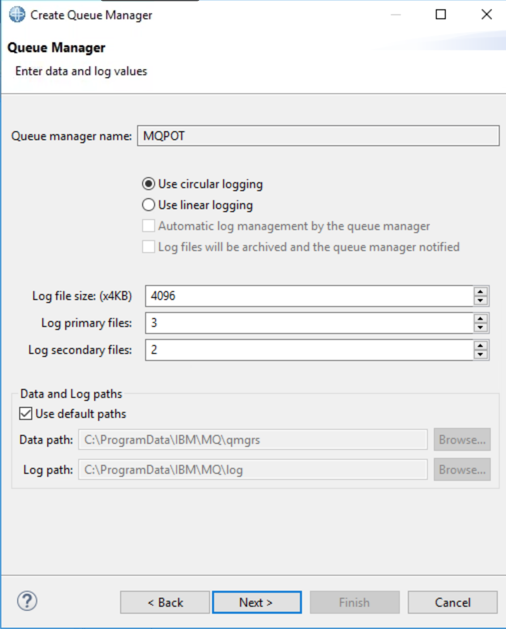 Create Queue Manager
Queue Manager
Enter data and log values
Queue manager name: MQPOT
Use circular logging
Use linear logging
Automatic log management by the queue manager
Log files will be archived and the queue manager notified
Log file size: (x4KB) 4096
Log primary files: 3
Log secondary files: 2
Data and Log paths
Use default paths
Data path: C:\ProgramData\IBM\MQ\qmgrs Browse...
Log path: C:\ProgramData\IBM\MQ\log Browse...
? < Back Next > Finish Cancel